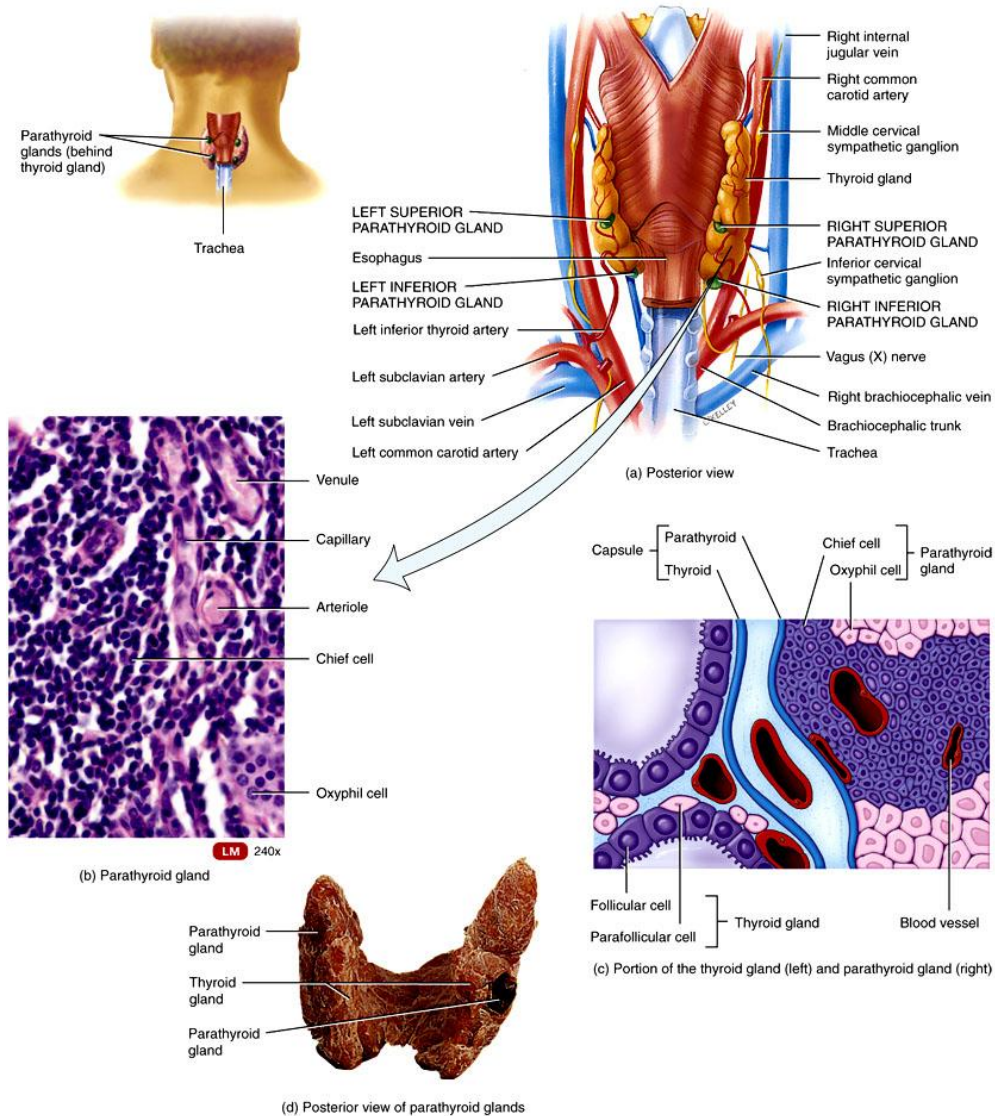 Parathyroid
glands (behind
thyroid gland)
Trachea
Right internal
jugular vein
Right common
carotid artery
Middle cervical
sympathetic ganglion
Thyroid gland
RIGHT SUPERIOR
PARATHYROID GLAND
Inferior cervical
sympathetic ganglion
RIGHT INFERIOR
PARATHYROID GLAND
Vagus (X) nerve
Right brachiocephalic vein
Brachiocephalic trunk
Trachea
LEFT SUPERIOR
PARATHYROID GLAND
Esophagus
LEFT INFERIOR
PARATHYROID GLAND
Left inferior thyroid artery
Left subclavian artery
Left subclavian vein
Left common carotid artery
(a) Posterior view
Venule
Capillary
Arteriole
Chief cell
Oxyphil cell
LM 240x
(b) Parathyroid gland
Capsule
Parathyroid
Thyroid
Chief cell
Oxyphil cell
Parathyroid
gland
Follicular cell
Parafollicular cell
Thyroid gland
Blood vessel
(c) Portion of the thyroid gland (left) and parathyroid gland (right)
Parathyroid
gland
Thyroid
gland
Parathyroid
gland
(d) Posterior view of parathyroid glands